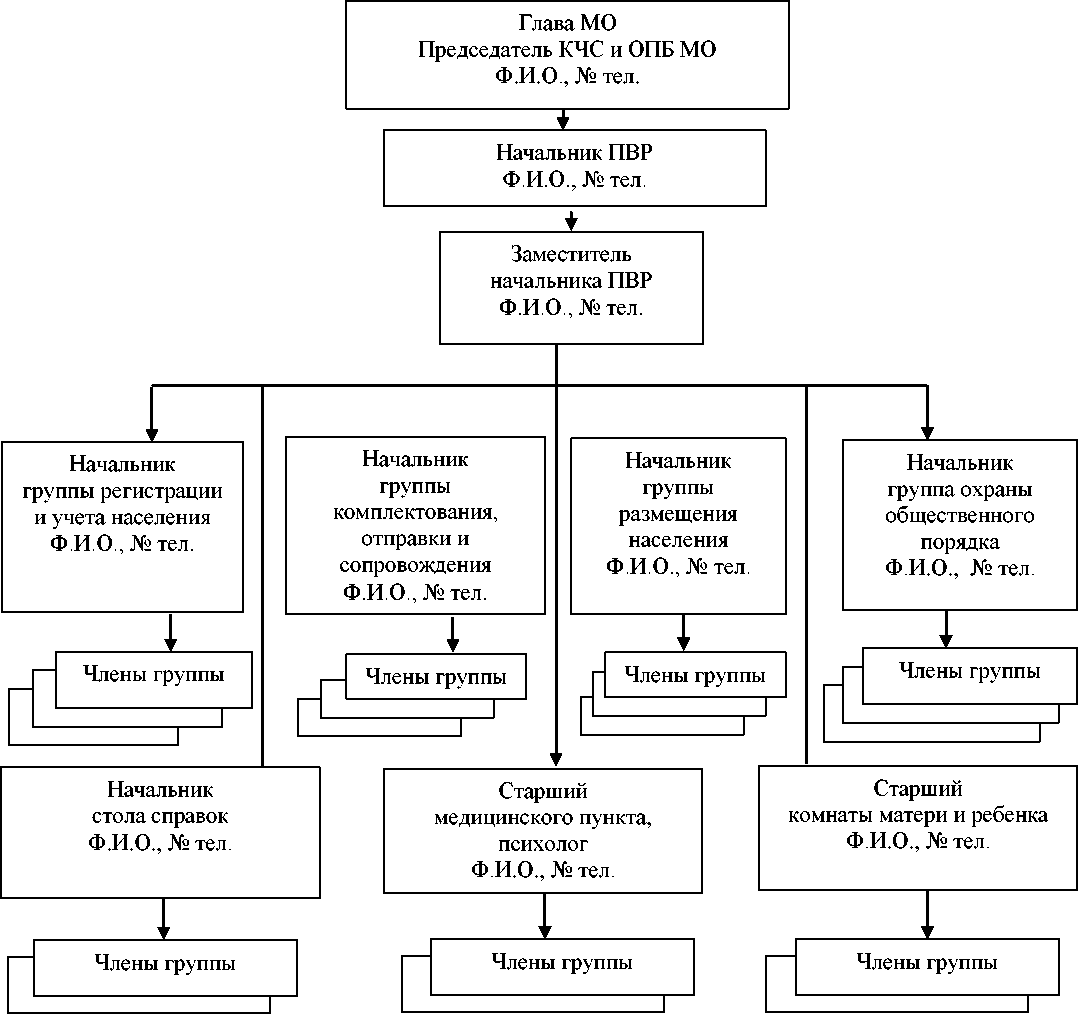 Глава МО
Председатель КЧС и ОПБ МО
Ф.И.О., № тел.
Начальник ПВР
Ф.И.О., № тел.
Заместитель
начальника ПВР
Ф.И.О., № тел.
Начальник
группы регистрации
и учета населения
Ф.И.О., № тел.
Начальник
группы
комплектования,
отправки и
сопровождения
Ф.И.О., № тел.
Начальник
группы
размещения
населения
Ф.И.О., № тел.
Начальник
группа охраны
общественного
порядка
Ф.И.О., № тел.
Члены группы
Члены группы
Члены группы
Члены группы
Начальник
стола справок
Ф.И.О., № тел.
Старший
медицинского пункта,
психолог
Ф.И.О., № тел.
Старший
комнаты матери и ребенка
Ф.И.О., № тел.
Члены группы
Члены группы
Члены группы